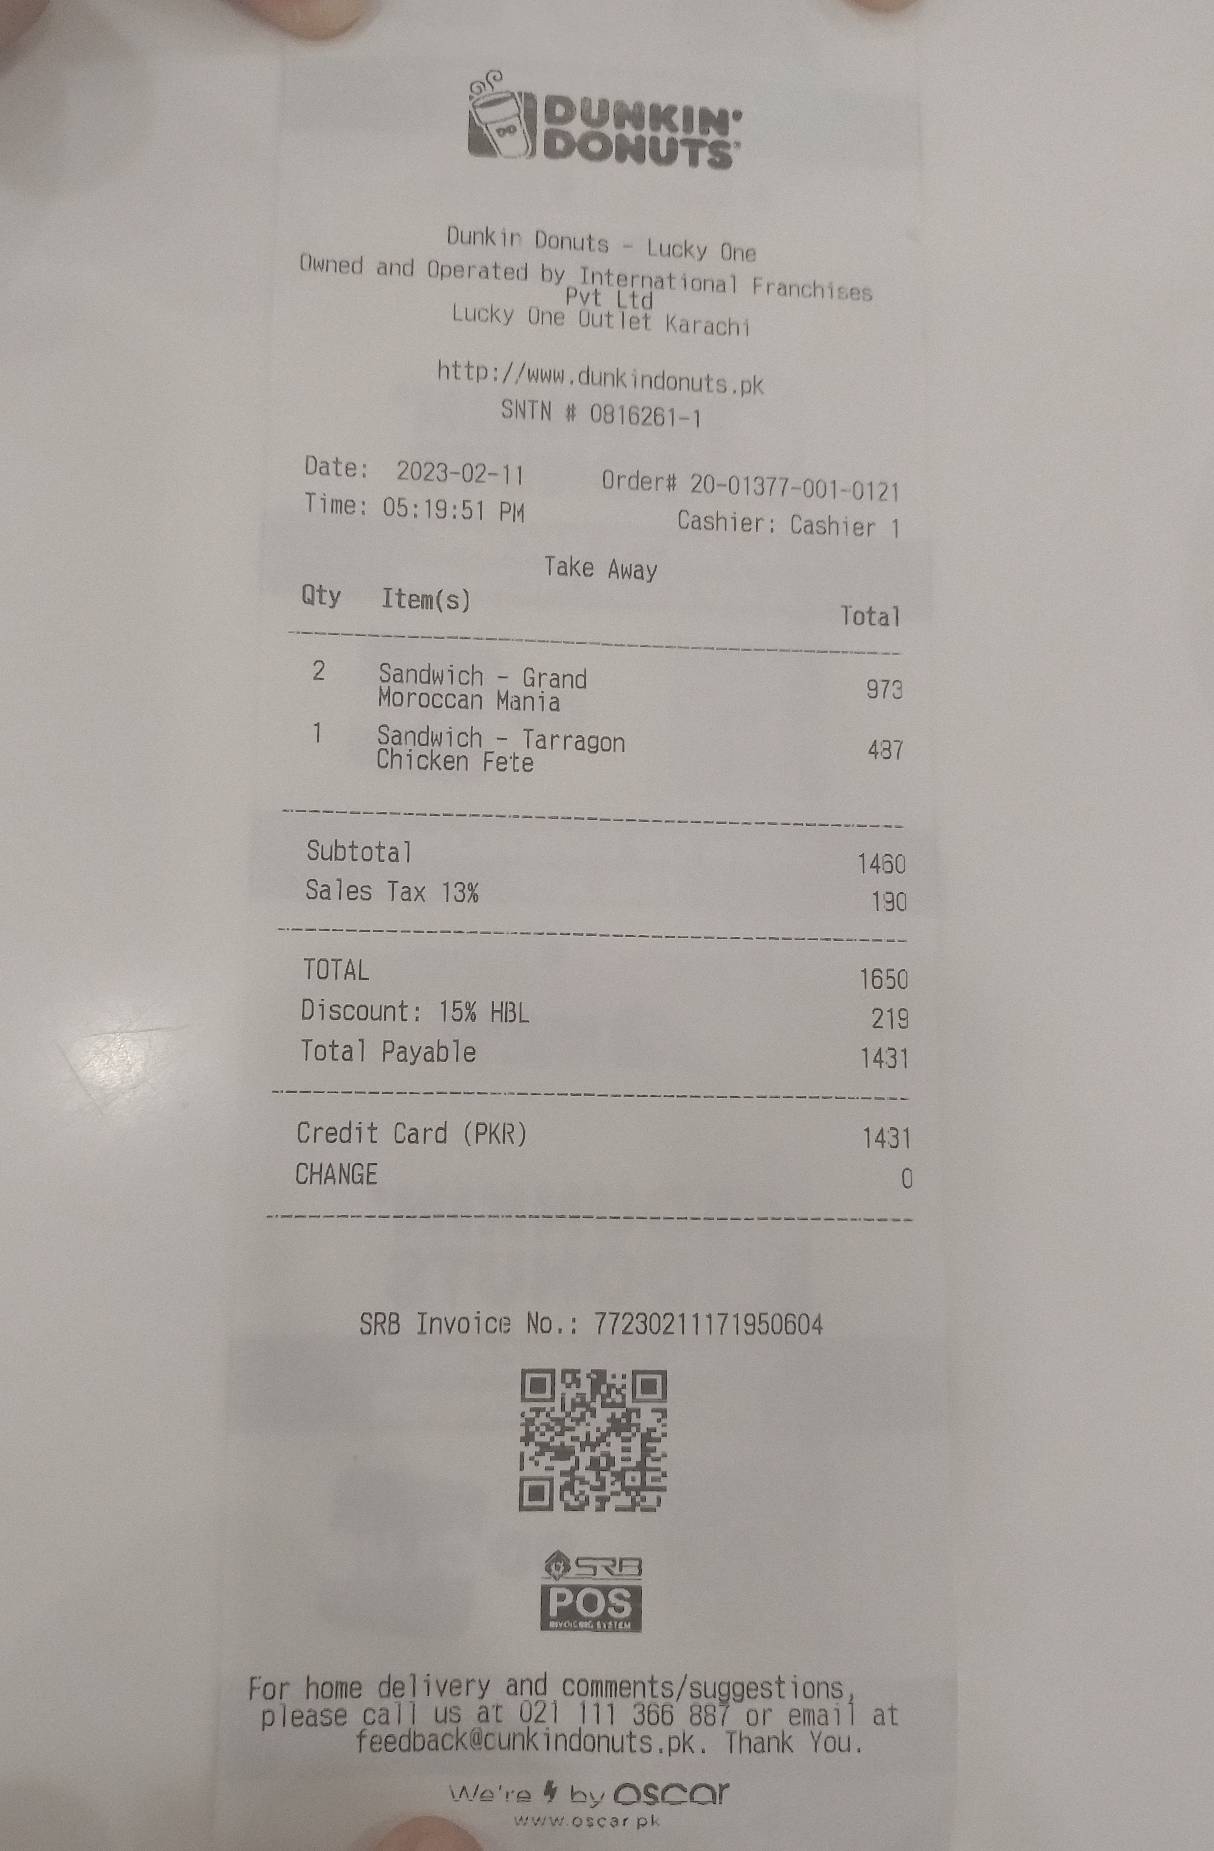 DUNKIN'
DONUTS
Dunkin Donuts - Lucky One
Owned and Operated by International Franchises
Pvt Ltd
Lucky One Outlet Karachi
http://www.dunkindonuts.pk
SNTN # 0816261-1
Date: 2023-02-11 Order# 20-01377-001-0121
Time: 05:19:51 PM Cashier: Cashier 1
Take Away
Qty Item(s) Total
2 Sandwich - Grand 973
Moroccan Mania
1 Sandwich - Tarragon 487
Chicken Fete
Subtotal 1460
Sales Tax 13% 190
TOTAL 1650
Discount: 15% HBL 219
Total Payable 1431
Credit Card (PKR) 1431
CHANGE 0
SRB Invoice No.: 77230211171950604
SRB
POS
INVOICING SYSTEM
For home delivery and comments/suggestions,
please call us at 021 111 366 887 or email at
feedback@cunkindonuts.pk. Thank You.
We're by oscar
www.oscar.pk